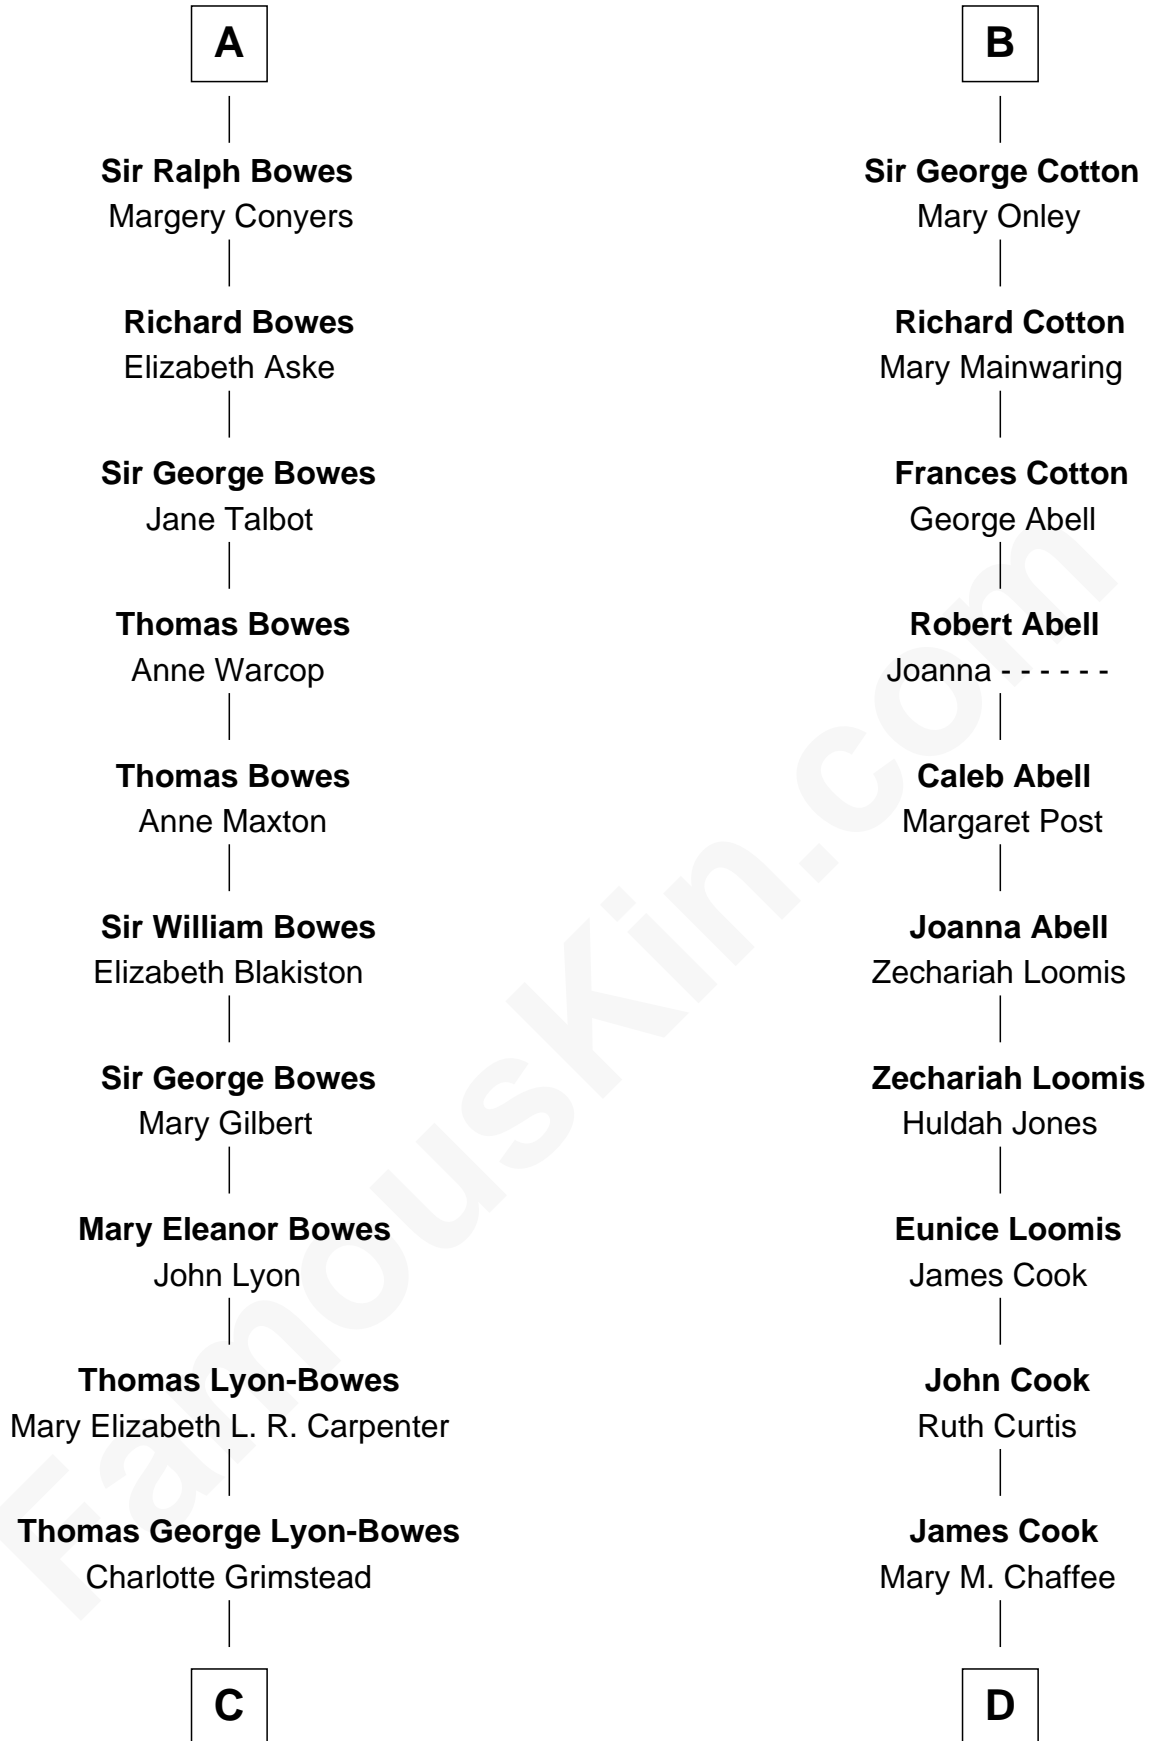 A
Sir Ralph Bowes
Margery Conyers
Richard Bowes
Elizabeth Aske
Sir George Bowes
Jane Talbot
Thomas Bowes
Anne Warcop
Thomas Bowes
Anne Maxton
Sir William Bowes
Elizabeth Blakiston
Sir George Bowes
Mary Gilbert
Mary Eleanor Bowes
John Lyon
Thomas Lyon-Bowes
Mary Elizabeth L. R. Carpenter
Thomas George Lyon-Bowes
Charlotte Grimstead
C
B
Sir George Cotton
Mary Onley
Richard Cotton
Mary Mainwaring
Frances Cotton
George Abell
Robert Abell
Joanna - - - - - -
Caleb Abell
Margaret Post
Joanna Abell
Zechariah Loomis
Zechariah Loomis
Huldah Jones
Eunice Loomis
James Cook
John Cook
Ruth Curtis
James Cook
Mary M. Chaffee
D
FamousKin.com